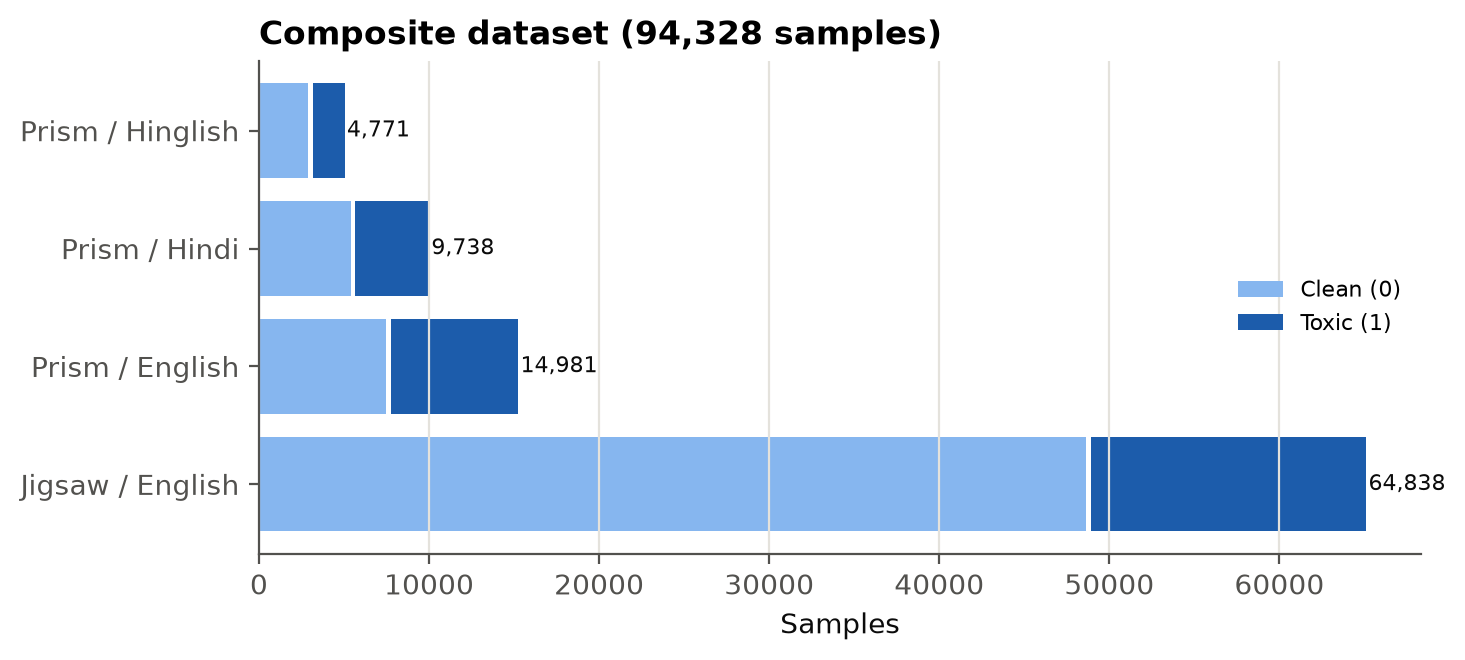 Composite dataset (94,328 samples)
Prism / Hinglish
4,771
Prism / Hindi
9,738
Clean (0)
Toxic (1)
Prism / English
14,981
Jigsaw / English
64,838
0 10000 20000 30000 40000 50000 60000
Samples